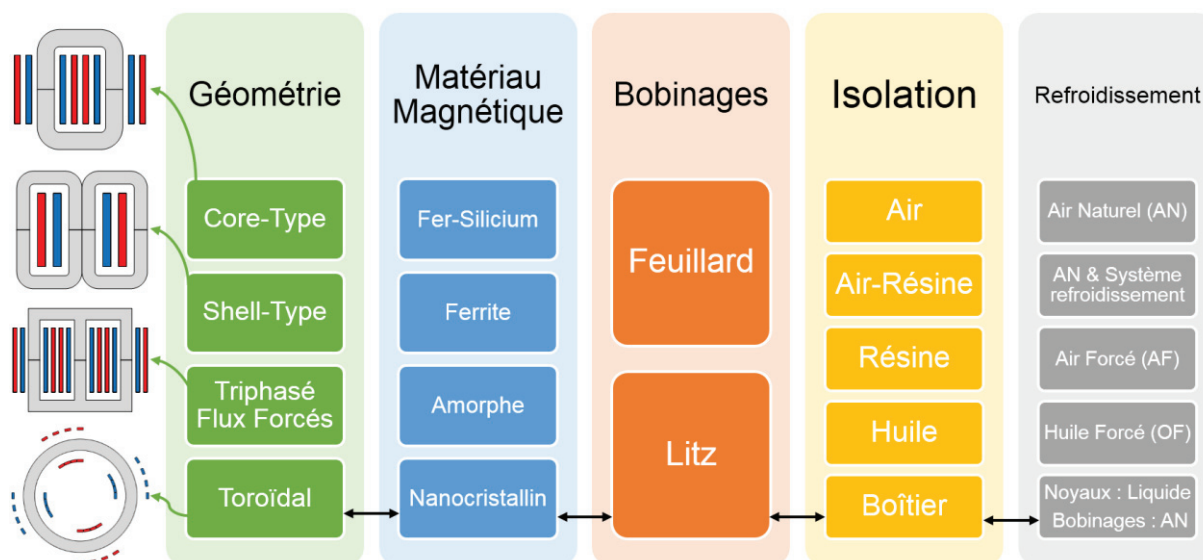 Géométrie
Core-Type
Shell-Type
Triphasé
Flux Forcés
Toroïdal
Matériau
Magnétique
Fer-Silicium
Ferrite
Amorphe
Nanocristallin
Bobinages
Feuillard
Litz
Isolation
Air
Air-Résine
Résine
Huile
Boîtier
Refroidissement
Air Naturel (AN)
AN & Système
refroidissement
Air Forcé (AF)
Huile Forcé (OF)
Noyaux : Liquide
Bobinages : AN